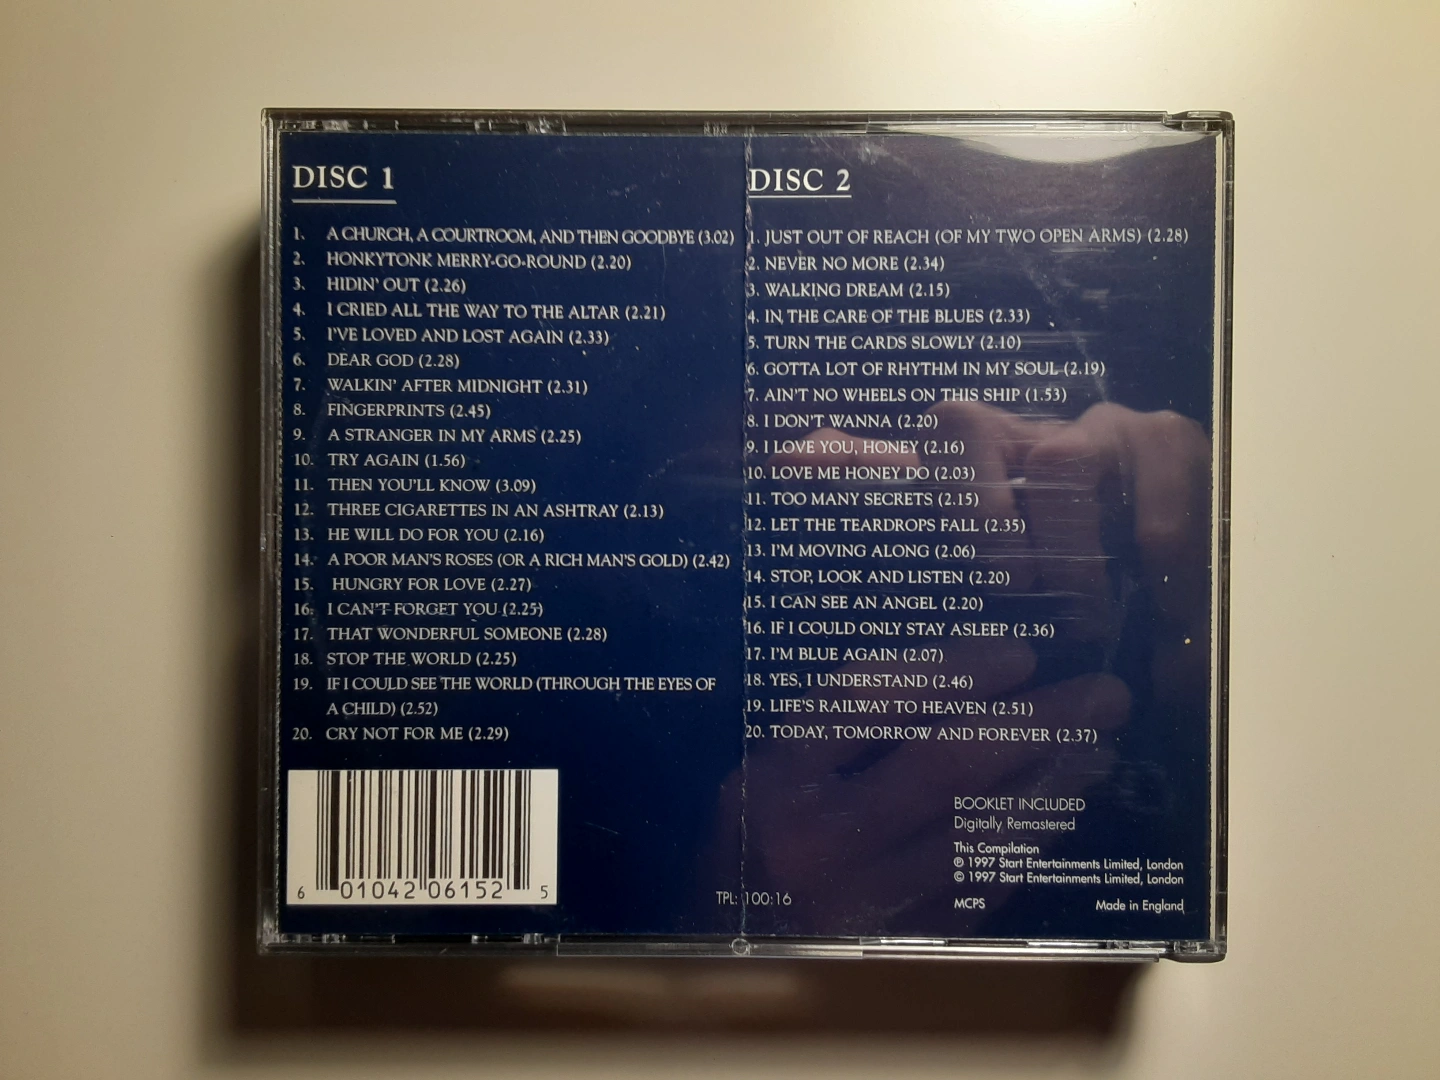 DISC 1
1. A CHURCH, A COURTROOM, AND THEN GOODBYE (3.02)
2. HONKYTONK MERRY-GO-ROUND (2.20)
3. HIDIN' OUT (2.26)
4. I CRIED ALL THE WAY TO THE ALTAR (2.21)
5. I'VE LOVED AND LOST AGAIN (2.33)
6. DEAR GOD (2.28)
7. WALKIN' AFTER MIDNIGHT (2.31)
8. FINGERPRINTS (2.45)
9. A STRANGER IN MY ARMS (2.25)
10. TRY AGAIN (1.56)
11. THEN YOU'LL KNOW (3.09)
12. THREE CIGARETTES IN AN ASHTRAY (2.13)
13. HE WILL DO FOR YOU (2.16)
14. A POOR MAN'S ROSES (OR A RICH MAN'S GOLD) (2.42)
15. HUNGRY FOR LOVE (2.27)
16. I CAN'T FORGET YOU (2.25)
17. THAT WONDERFUL SOMEONE (2.28)
18. STOP THE WORLD (2.25)
19. IF I COULD SEE THE WORLD (THROUGH THE EYES OF
A CHILD) (2.52)
20. CRY NOT FOR ME (2.29)
6 01042 06152 5
DISC 2
1. JUST OUT OF REACH (OF MY TWO OPEN ARMS) (2.28)
2. NEVER NO MORE (2.34)
3. WALKING DREAM (2.15)
4. IN THE CARE OF THE BLUES (2.33)
5. TURN THE CARDS SLOWLY (2.10)
6. GOTTA LOT OF RHYTHM IN MY SOUL (2.19)
7. AIN'T NO WHEELS ON THIS SHIP (1.53)
8. I DON'T WANNA (2.20)
9. I LOVE YOU, HONEY (2.16)
10. LOVE ME HONEY DO (2.03)
11. TOO MANY SECRETS (2.15)
12. LET THE TEARDROPS FALL (2.35)
13. I'M MOVING ALONG (2.06)
14. STOP, LOOK AND LISTEN (2.20)
15. I CAN SEE AN ANGEL (2.20)
16. IF I COULD ONLY STAY ASLEEP (2.36)
17. I'M BLUE AGAIN (2.07)
18. YES, I UNDERSTAND (2.46)
19. LIFE'S RAILWAY TO HEAVEN (2.51)
20. TODAY, TOMORROW AND FOREVER (2.37)
BOOKLET INCLUDED
Digitally Remastered
This Compilation
℗ 1997 Start Entertainments Limited, London
© 1997 Start Entertainments Limited, London
TPL: 100:16
MCPS Made in England